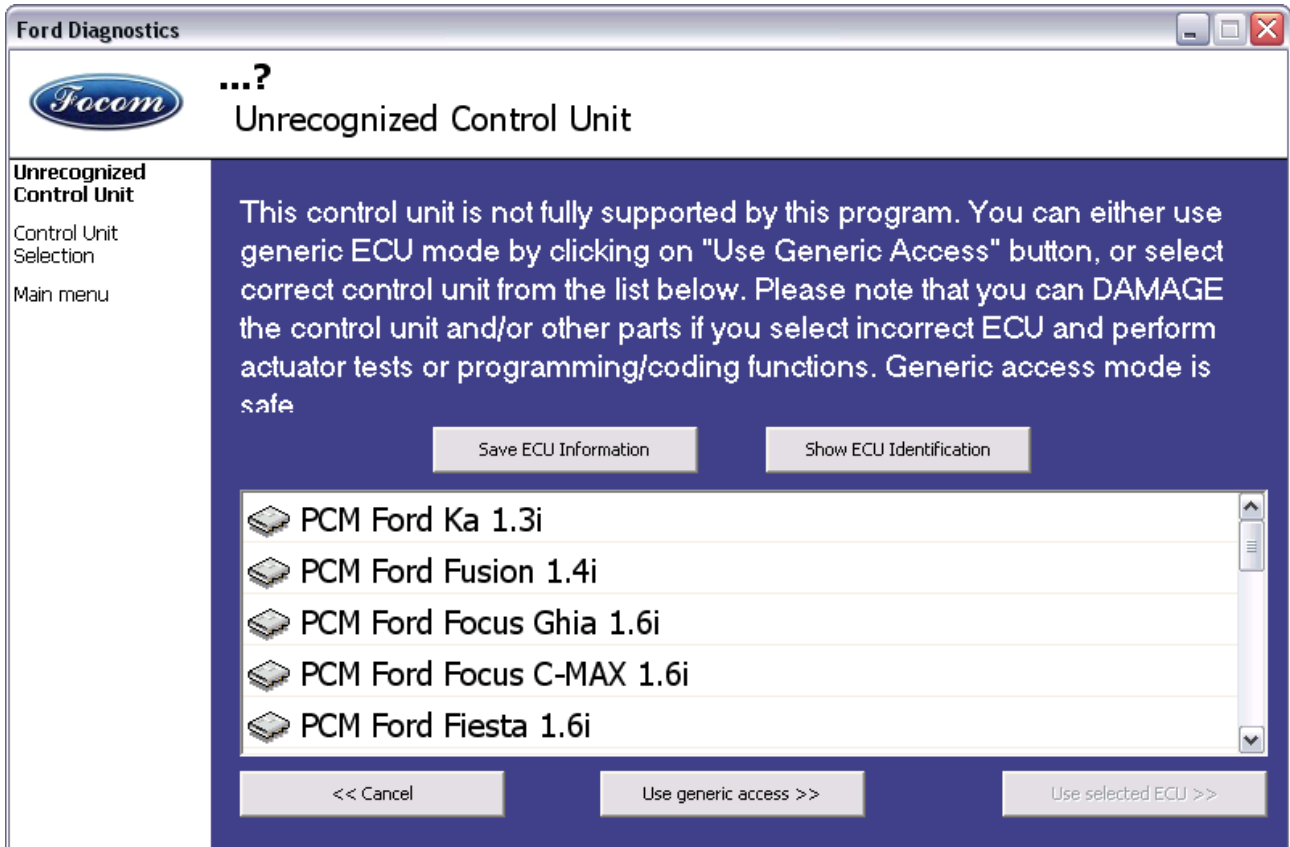 Ford Diagnostics
Focom
...?
Unrecognized Control Unit
Unrecognized
Control Unit
Control Unit
Selection
Main menu
This control unit is not fully supported by this program. You can either use
generic ECU mode by clicking on "Use Generic Access" button, or select
correct control unit from the list below. Please note that you can DAMAGE
the control unit and/or other parts if you select incorrect ECU and perform
actuator tests or programming/coding functions. Generic access mode is
safe
Save ECU Information
Show ECU Identification
PCM Ford Ka 1.3i
PCM Ford Fusion 1.4i
PCM Ford Focus Ghia 1.6i
PCM Ford Focus C-MAX 1.6i
PCM Ford Fiesta 1.6i
<< Cancel
Use generic access >>
Use selected ECU >>